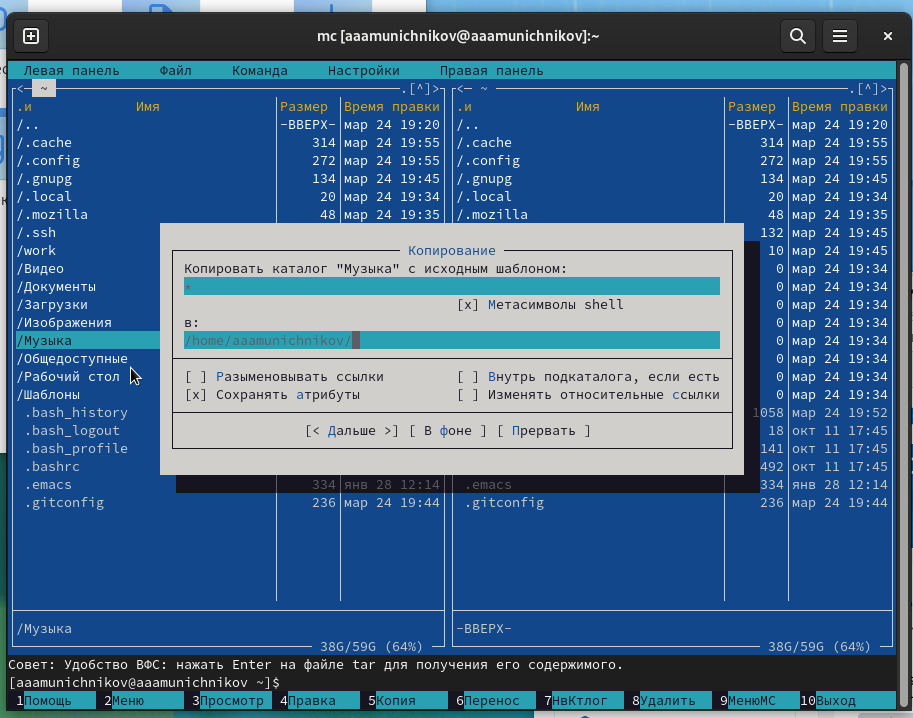 mc [aaamunichnikov@aaamunichnikov]:~
Левая панель Файл Команда Настройки Правая панель
<- ~ .[^]> <- ~ .[^]>
.и Имя Размер Время правки .и Имя Размер Время правки
/.. -ВВЕРХ- мар 24 19:20 /.. -ВВЕРХ- мар 24 19:20
/.cache 314 мар 24 19:55 /.cache 314 мар 24 19:55
/.config 272 мар 24 19:55 /.config 272 мар 24 19:55
/.gnupg 134 мар 24 19:45 /.gnupg 134 мар 24 19:45
/.local 20 мар 24 19:34 /.local 20 мар 24 19:34
/.mozilla 48 мар 24 19:35 /.mozilla 48 мар 24 19:35
/.ssh 132 мар 24 19:45
/work 10 мар 24 19:45
/Видео 0 мар 24 19:34
/Документы 0 мар 24 19:34
/Загрузки 0 мар 24 19:34
/Изображения 0 мар 24 19:34
/Музыка 0 мар 24 19:34
/Общедоступные 0 мар 24 19:34
/Рабочий стол 0 мар 24 19:34
/Шаблоны 0 мар 24 19:34
.bash_history 1058 мар 24 19:52
.bash_logout 18 окт 11 17:45
.bash_profile 141 окт 11 17:45
.bashrc 492 окт 11 17:45
.emacs 334 янв 28 12:14 .emacs 334 янв 28 12:14
.gitconfig 236 мар 24 19:44 .gitconfig 236 мар 24 19:44
Копирование
Копировать каталог "Музыка" с исходным шаблоном:
*
[x] Метасимволы shell
в:
/home/aaamunichnikov/
[ ] Разыменовывать ссылки [ ] Внутрь подкаталога, если есть
[x] Сохранять атрибуты [ ] Изменять относительные ссылки
[< Дальше >] [ В фоне ] [ Прервать ]
/Музыка -ВВЕРХ-
38G/59G (64%) 38G/59G (64%)
Совет: Удобство ВФС: нажать Enter на файле tar для получения его содержимого.
[aaamunichnikov@aaamunichnikov ~]$
1Помощь 2Меню 3Просмотр 4Правка 5Копия 6Перенос 7НвКтлог 8Удалить 9МенюМС 10Выход